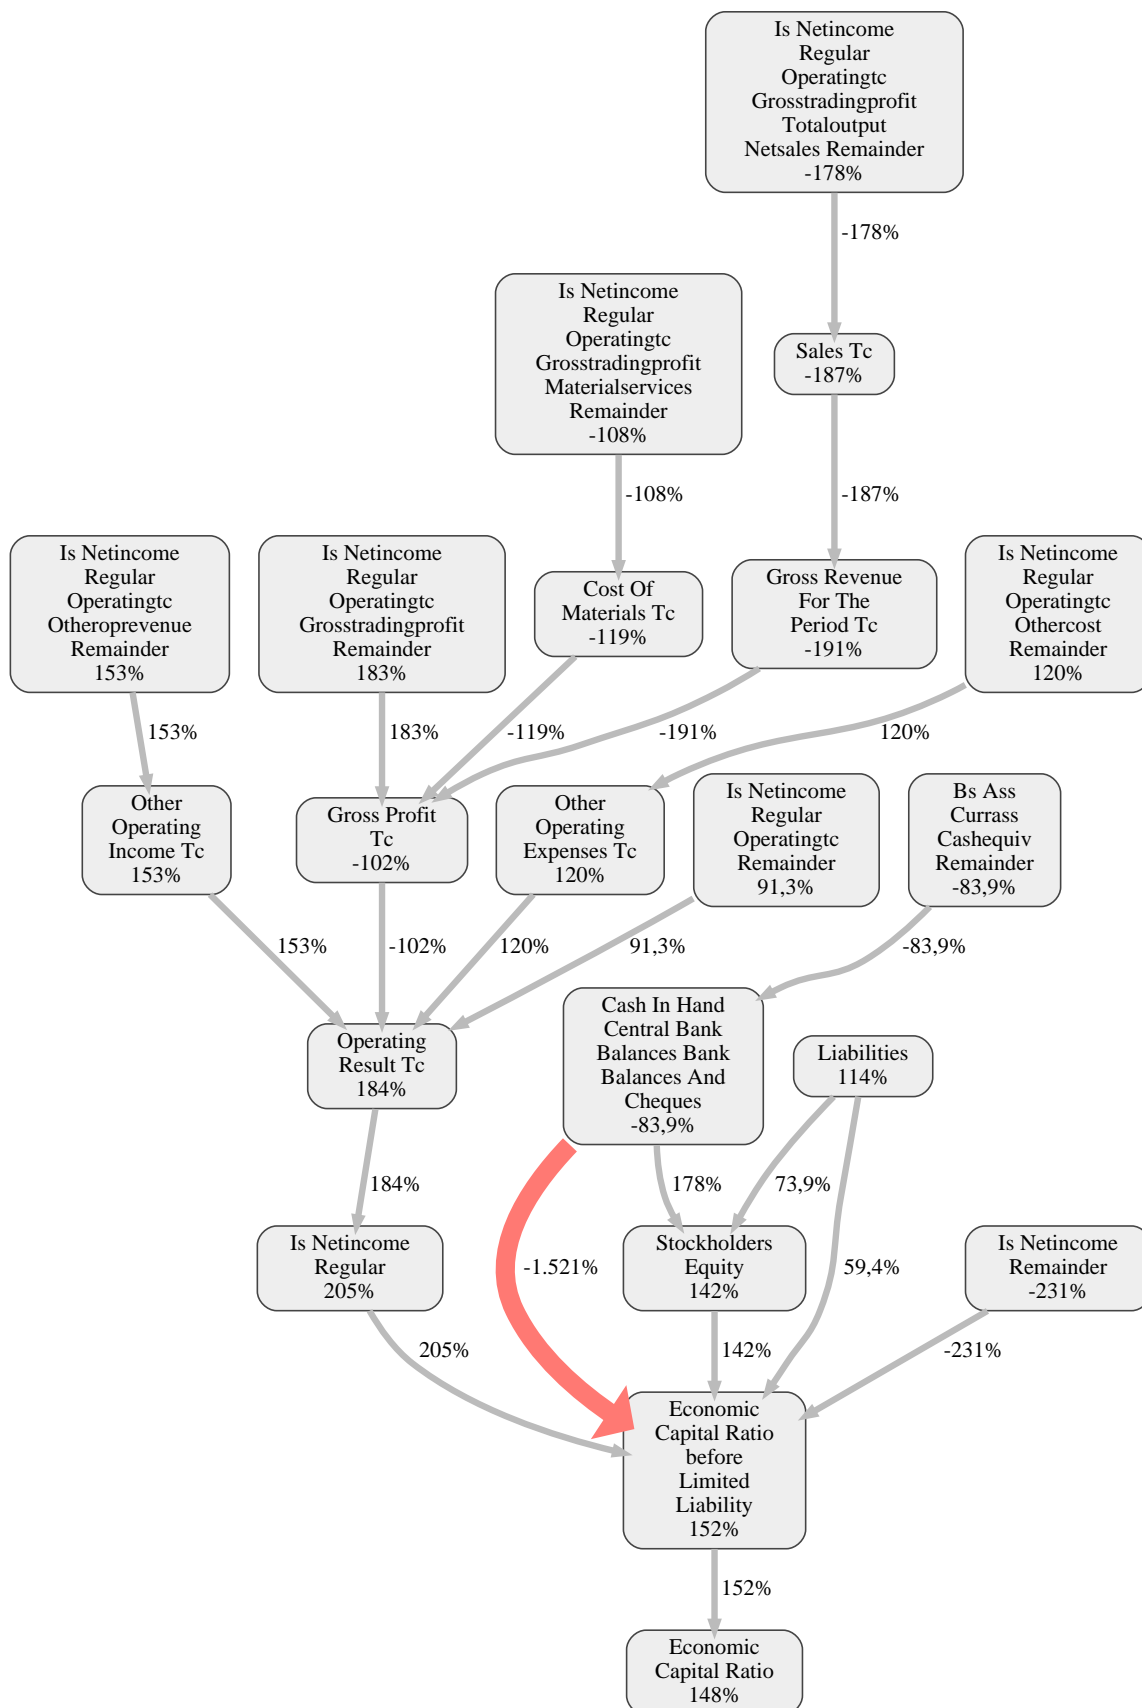 Is Netincome
Regular
Operatingtc
Grosstradingprofit
Totaloutput
Netsales Remainder
-178%
-178%
Is Netincome
Regular
Operatingtc
Grosstradingprofit
Materialservices
Remainder
-108%
Sales Tc
-187%
-108%
-187%
Is Netincome
Regular
Operatingtc
Otheroprevenue
Remainder
153%
Is Netincome
Regular
Operatingtc
Grosstradingprofit
Remainder
183%
Cost Of
Materials Tc
-119%
Gross Revenue
For The
Period Tc
-191%
Is Netincome
Regular
Operatingtc
Othercost
Remainder
120%
153%
183%
-119%
-191%
120%
Other
Operating
Income Tc
153%
Gross Profit
Tc
-102%
Other
Operating
Expenses Tc
120%
Is Netincome
Regular
Operatingtc
Remainder
91,3%
Bs Ass
Currass
Cashequiv
Remainder
-83,9%
153%
-102%
120%
91,3%
-83,9%
Operating
Result Tc
184%
Cash In Hand
Central Bank
Balances Bank
Balances And
Cheques
-83,9%
Liabilities
114%
184%
178%
73,9%
Is Netincome
Regular
205%
-1.521%
Stockholders
Equity
142%
59,4%
Is Netincome
Remainder
-231%
205%
142%
-231%
Economic
Capital Ratio
before
Limited
Liability
152%
152%
Economic
Capital Ratio
148%